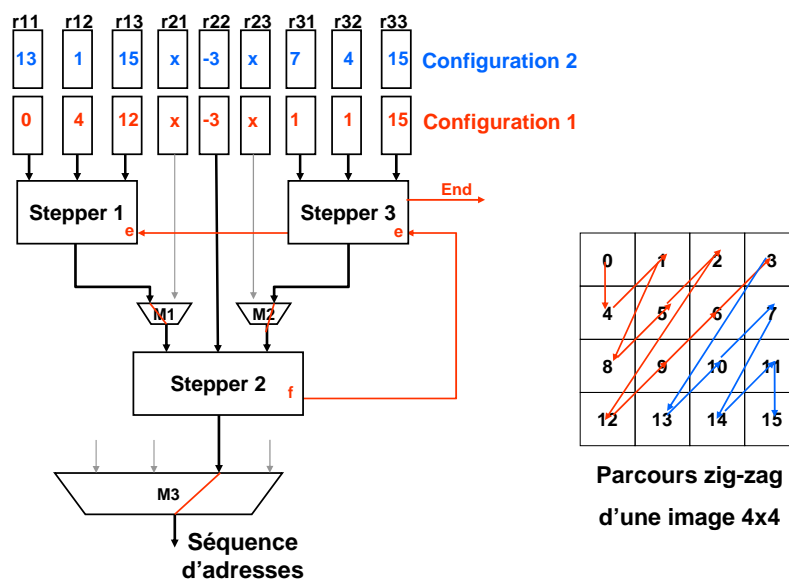 r11 r12 r13 r21 r22 r23 r31 r32 r33
13 1 15 x -3 x 7 4 15 Configuration 2
0 4 12 x -3 x 1 1 15 Configuration 1
End
Stepper 1 Stepper 3
e e
M1 M2
Stepper 2
f
M3
Séquence
d'adresses
0 1 2 3
4 5 6 7
8 9 10 11
12 13 14 15
Parcours zig-zag
d'une image 4x4